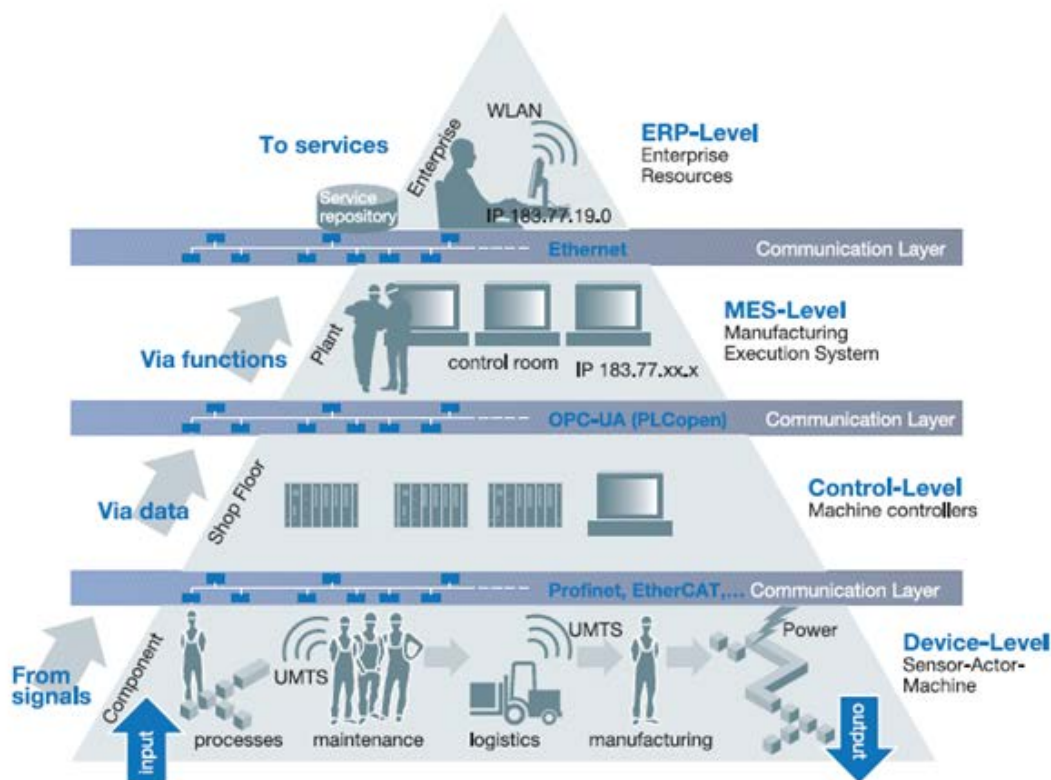 WLAN
ERP-Level
Enterprise
Resources
To services
Enterprise
Service
repository
IP 183.77.19.0
Ethernet
Communication Layer
MES-Level
Manufacturing
Execution System
Plant
Via functions
control room
IP 183.77.xx.x
OPC-UA (PLCopen)
Communication Layer
Control-Level
Machine controllers
Shop Floor
Via data
Profinet, EtherCAT,...
Communication Layer
UMTS
UMTS
Power
Device-Level
Sensor-Actor-
Machine
From
signals
Component
input
processes
maintenance
logistics
manufacturing
output